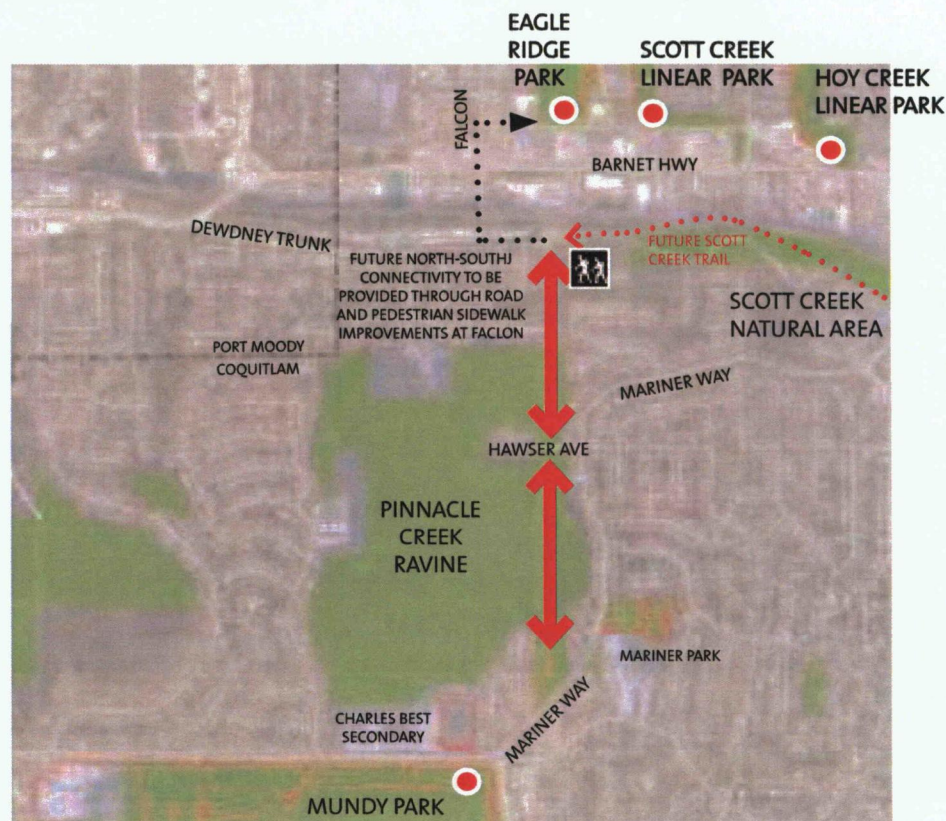 EAGLE
RIDGE
PARK
SCOTT CREEK
LINEAR PARK
HOY CREEK
LINEAR PARK
FALCON
BARNET HWY
DEWDNEY TRUNK
FUTURE NORTH-SOUTHJ
CONNECTIVITY TO BE
PROVIDED THROUGH ROAD
AND PEDESTRIAN SIDEWALK
IMPROVEMENTS AT FACLON
FUTURE SCOTT
CREEK TRAIL
SCOTT CREEK
NATURAL AREA
PORT MOODY
COQUITLAM
MARINER WAY
HAWSER AVE
PINNACLE
CREEK
RAVINE
MARINER PARK
CHARLES BEST
SECONDARY
MARINER WAY
MUNDY PARK